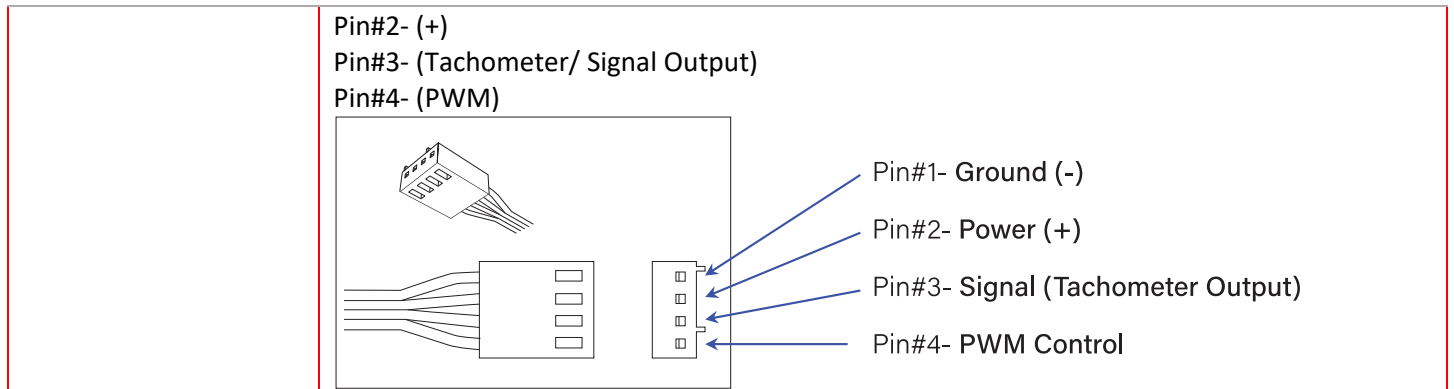 Pin#2- (+)
Pin#3- (Tachometer/ Signal Output)
Pin#4- (PWM)
Pin#1- Ground (-)
Pin#2- Power (+)
Pin#3- Signal (Tachometer Output)
Pin#4- PWM Control